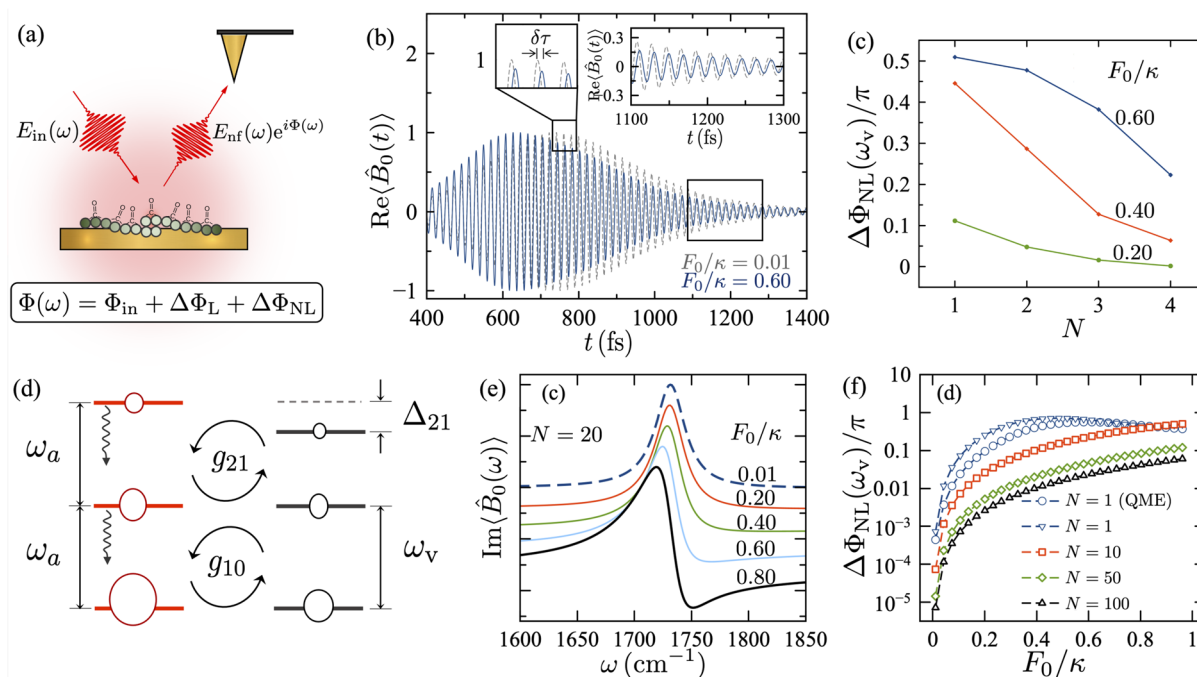 (a)
E_in(ω)
E_nf(ω)e^{iΦ(ω)}
Φ(ω) = Φ_in + ΔΦ_L + ΔΦ_NL
(b)
Re⟨B̂_0(t)⟩
2
1
0
−1
400 600 800 1000 1200 1400
t (fs)
1
δτ
Re⟨B̂_0(t)⟩
0.3
0
−0.3
1100 1200 1300
t (fs)
F_0/κ = 0.01
F_0/κ = 0.60
(c)
ΔΦ_NL(ω_v)/π
0.5
0.4
0.3
0.2
0.1
0
1 2 3 4
N
F_0/κ
0.60
0.40
0.20
(d)
ω_a
ω_a
g_21
g_10
Δ_21
ω_v
(e) (c)
Im⟨B̂_0(ω)⟩
N = 20
F_0/κ
0.01
0.20
0.40
0.60
0.80
1600 1700 1750 1800 1850
ω (cm^{−1})
(f) (d)
ΔΦ_NL(ω_v)/π
10
1
0.1
0.01
10^{−3}
10^{−4}
10^{−5}
N = 1 (QME)
N = 1
N = 10
N = 50
N = 100
0 0.2 0.4 0.6 0.8 1
F_0/κ